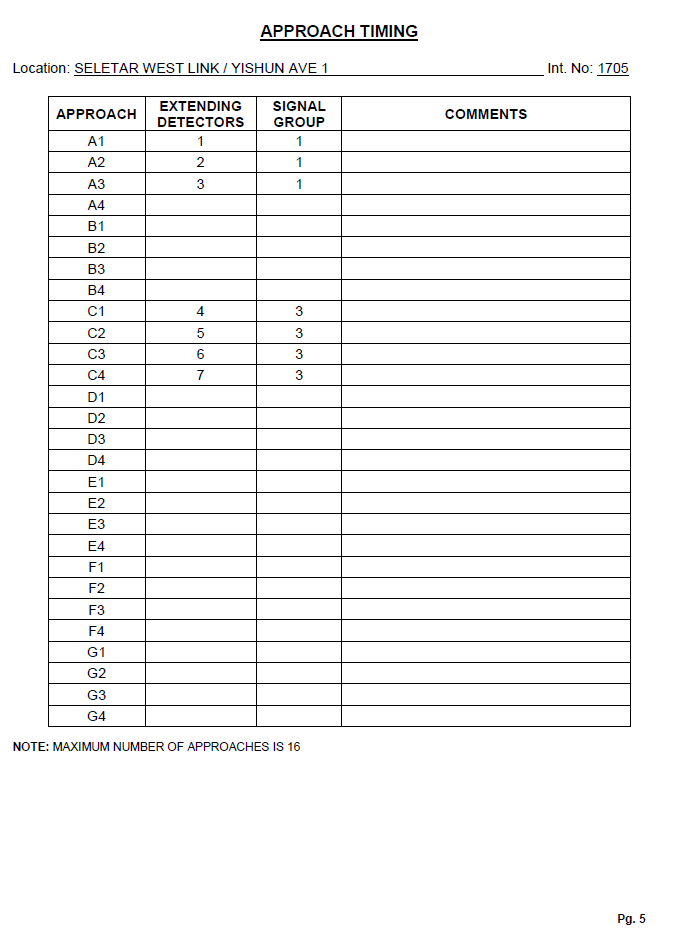 APPROACH TIMING
Location: SELETAR WEST LINK / YISHUN AVE 1 Int. No: 1705
APPROACH EXTENDING DETECTORS SIGNAL GROUP COMMENTS
A1 1 1
A2 2 1
A3 3 1
A4
B1
B2
B3
B4
C1 4 3
C2 5 3
C3 6 3
C4 7 3
D1
D2
D3
D4
E1
E2
E3
E4
F1
F2
F3
F4
G1
G2
G3
G4
NOTE: MAXIMUM NUMBER OF APPROACHES IS 16
Pg. 5